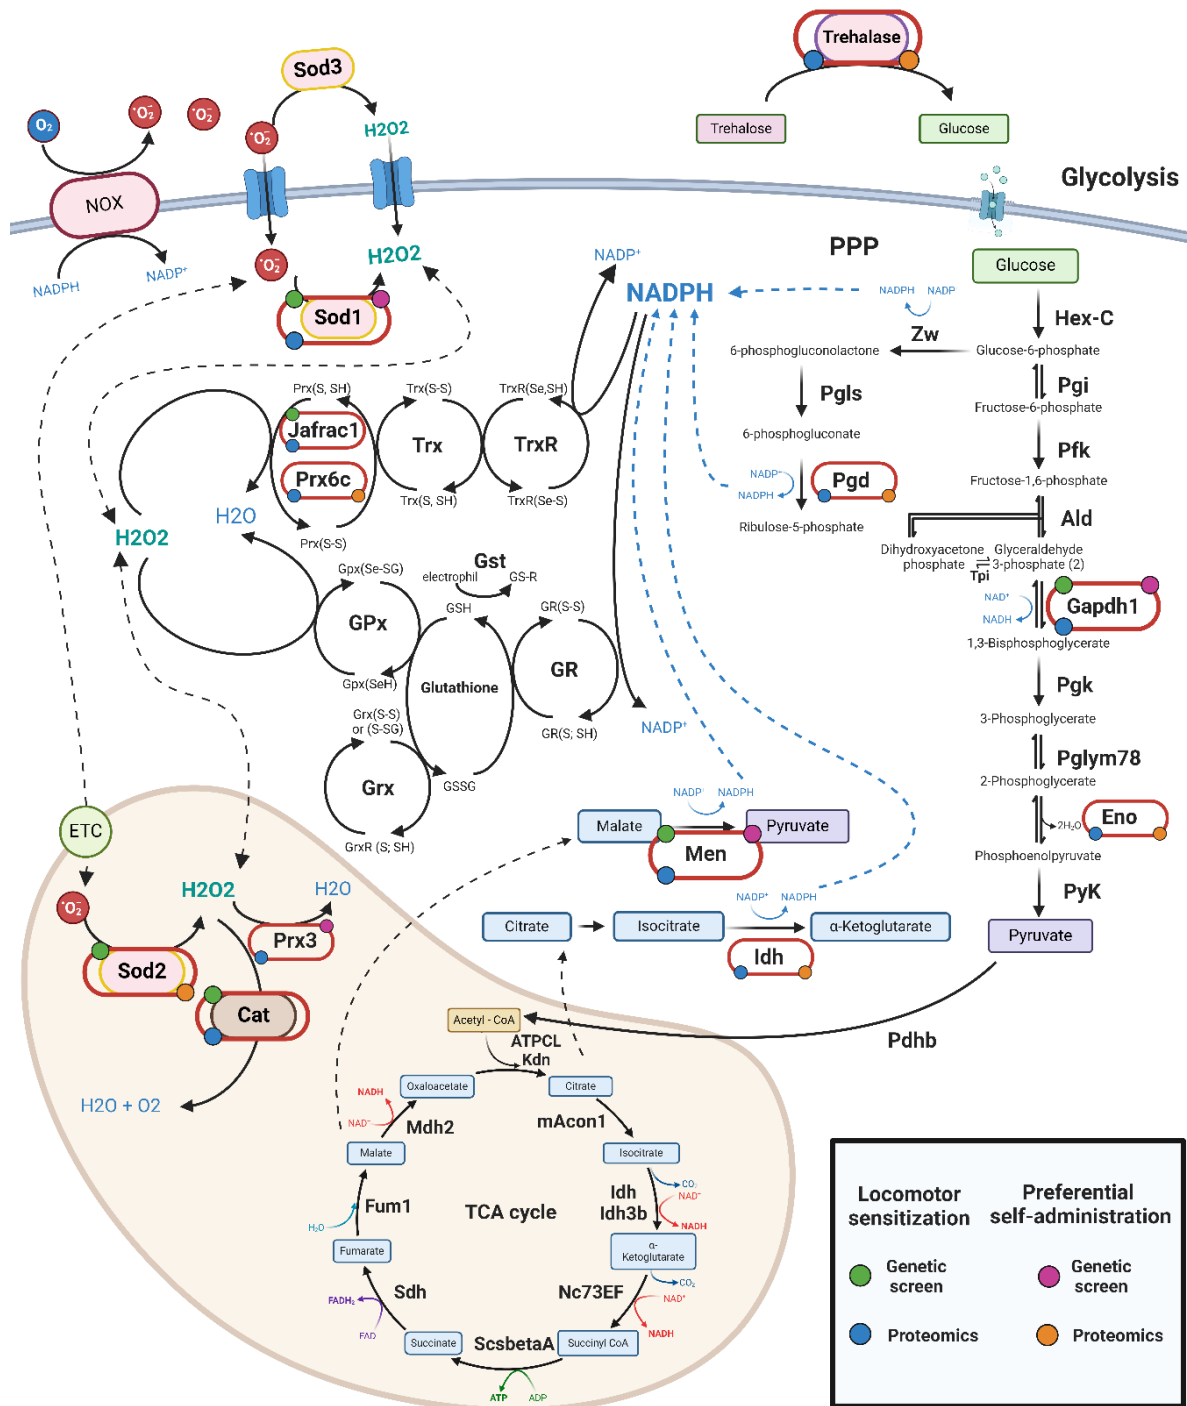 Trehalase
Sod3
O₂
·O₂⁻
·O₂⁻
·O₂⁻
H2O2
Trehalose
Glucose
Glycolysis
NOX
NADPH
NADP⁺
·O₂⁻
H2O2
NADP⁺
PPP
Glucose
NADPH
NADPH
NADP
Sod1
Hex-C
Zw
6-phosphogluconolactone
Glucose-6-phosphate
Pgi
Prx(S, SH)
Trx(S-S)
TrxR(Se,SH)
Pgls
Fructose-6-phosphate
Jafrac1
Trx
TrxR
6-phosphogluconate
Pfk
Prx6c
NADP⁺
NADPH
Pgd
Fructose-1,6-phosphate
Trx(S, SH)
TrxR(Se-S)
H2O
Ald
Ribulose-5-phosphate
H2O2
Prx(S-S)
Dihydroxyacetone
phosphate
Glyceraldehyde
3-phosphate (2)
Tpi
Gst
Gpx(Se-SG)
electrophil
GS-R
GSH
GR(S-S)
NAD⁺
NADH
Gapdh1
GPx
1,3-Bisphosphoglycerate
GR
Glutathione
Gpx(SeH)
Pgk
Grx(S-S)
or (S-SG)
3-Phosphoglycerate
GR(S; SH)
NADP⁺
Pglym78
Grx
GSSG
2-Phosphoglycerate
NADP⁺
NADPH
ETC
Malate
Pyruvate
2H₂O
Eno
GrxR (S; SH)
Men
Phosphoenolpyruvate
H2O2
H2O
PyK
NADP⁺
NADPH
·O₂⁻
Citrate
Isocitrate
α-Ketoglutarate
Pyruvate
Prx3
Idh
Sod2
Cat
Acetyl - CoA
ATPCL
Kdn
Pdhb
H2O + O2
NADH
Oxaloacetate
Citrate
NAD⁺
Mdh2
mAcon1
Malate
Isocitrate
CO₂
Idh
Idh3b
NAD⁺
Fum1
TCA cycle
NADH
H₂O
Fumarate
α-
Ketoglutarate
CO₂
Sdh
Nc73EF
NAD⁺
FADH₂
FAD
NADH
Succinate
ScsbetaA
Succinyl CoA
ATP
ADP
Locomotor
sensitization
Preferential
self-administration
Genetic
screen
Genetic
screen
Proteomics
Proteomics